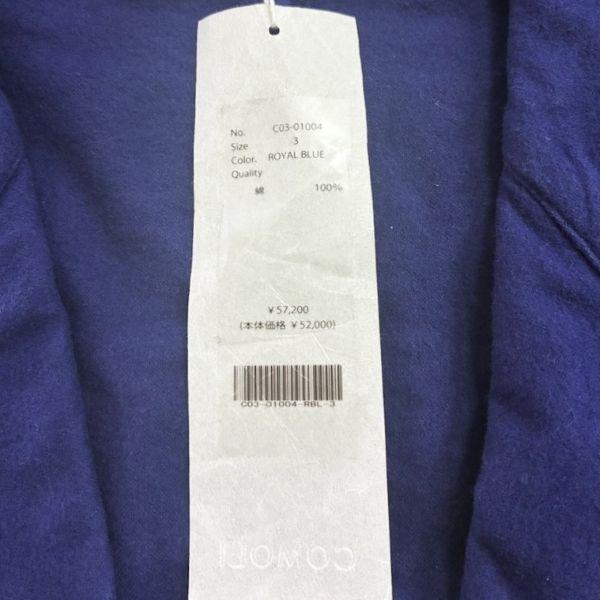 No. C03-01004
Size 3
Color. ROYAL BLUE
Quality
綿 100%
¥57,200
(本体価格 ¥52,000)
C03-01004-RBL-3
COMOLI